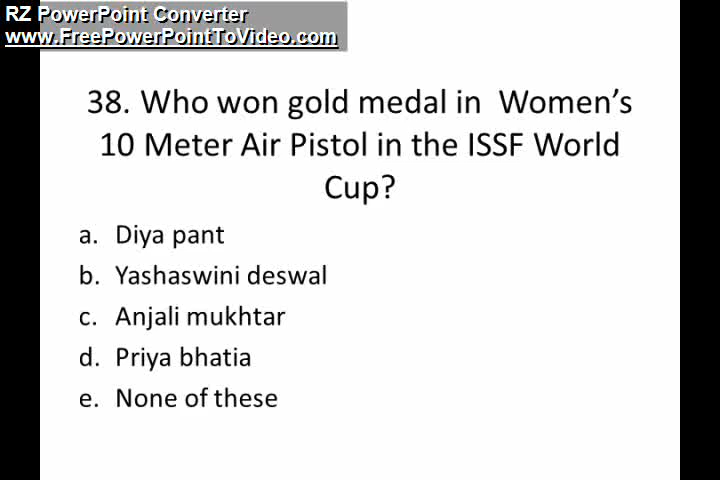 RZ PowerPoint Converter
www.FreePowerPointToVideo.com
38. Who won gold medal in  Women’s
10 Meter Air Pistol in the ISSF World
Cup?
a. Diya pant
b. Yashaswini deswal
c. Anjali mukhtar
d. Priya bhatia
e. None of these